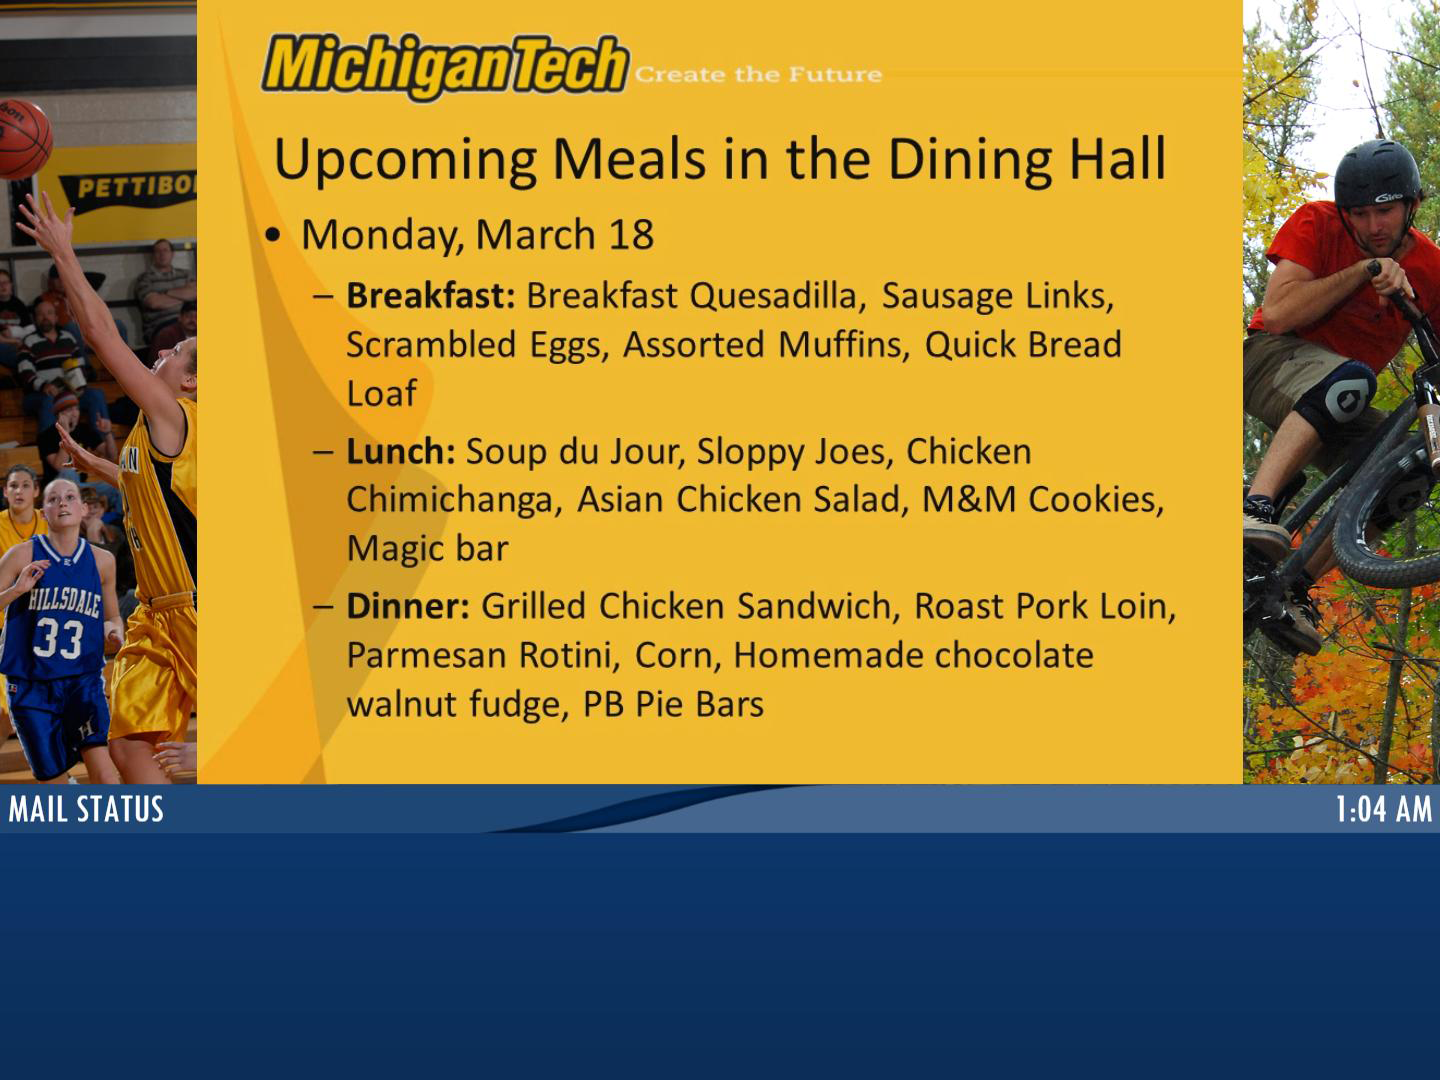 MichiganTech Create the Future
Upcoming Meals in the Dining Hall
• Monday, March 18
– Breakfast: Breakfast Quesadilla, Sausage Links,
Scrambled Eggs, Assorted Muffins, Quick Bread
Loaf
– Lunch: Soup du Jour, Sloppy Joes, Chicken
Chimichanga, Asian Chicken Salad, M&M Cookies,
Magic bar
– Dinner: Grilled Chicken Sandwich, Roast Pork Loin,
Parmesan Rotini, Corn, Homemade chocolate
walnut fudge, PB Pie Bars
HILLSDALE
33
Giro
MAIL STATUS
1:04 AM